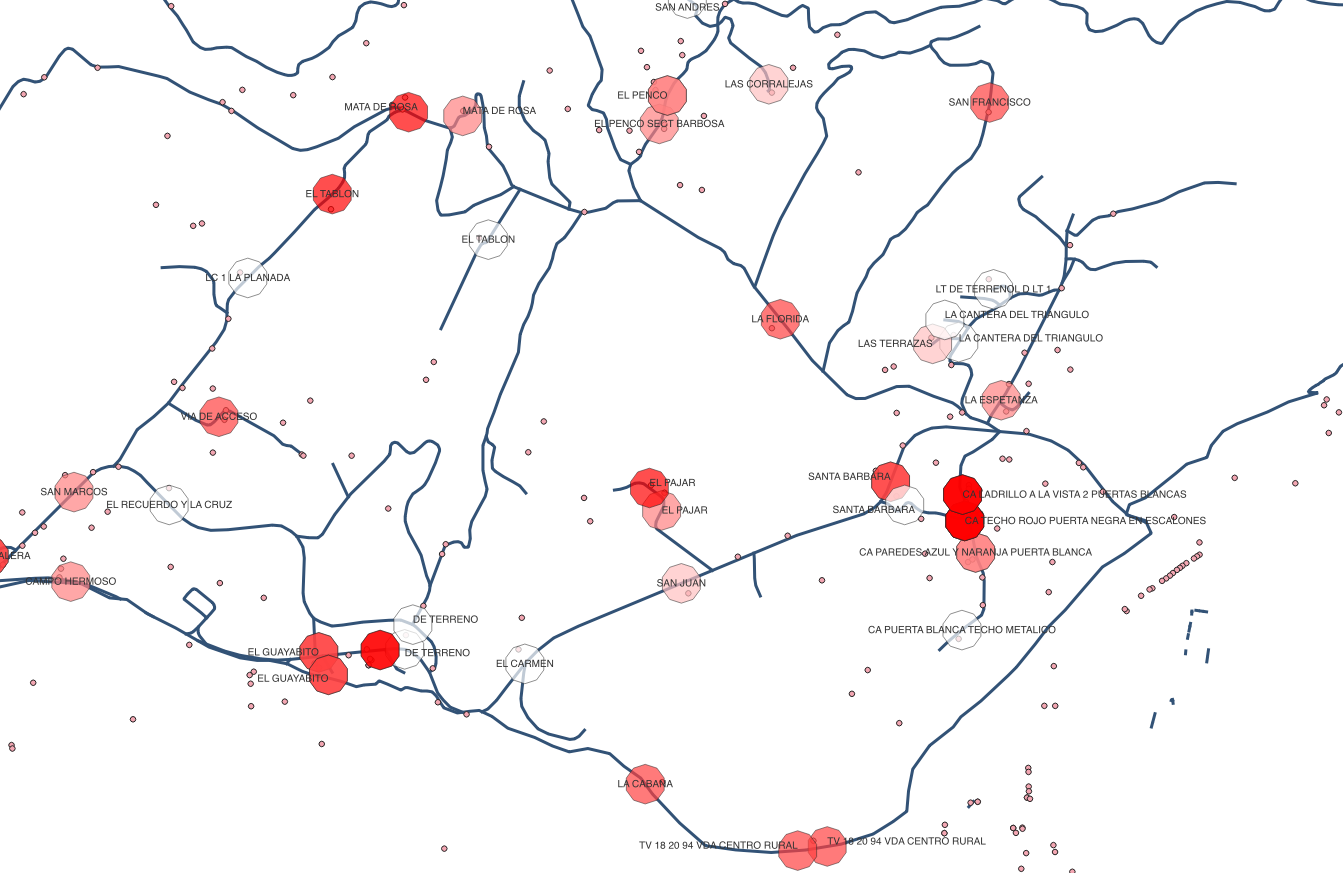 SAN ANDRES
LAS CORRALEJAS
EL PENCO
SAN FRANCISCO
MATA DE ROSA
MATA DE ROSA
EL PENCO SECT BARBOSA
EL TABLON
EL TABLON
LC 1 LA PLANADA
LT DE TERRENOL D LT 1
LA CANTERA DEL TRIANGULO
LA FLORIDA
LA CANTERA DEL TRIANGULO
LAS TERRAZAS
LA ESPETANZA
VIA DE ACCESO
SANTA BARBARA
EL PAJAR
SAN MARCOS
CA LADRILLO A LA VISTA 2 PUERTAS BLANCAS
EL RECUERDO Y LA CRUZ
SANTA BARBARA
EL PAJAR
CA TECHO ROJO PUERTA NEGRA EN ESCALONES
CA PAREDES AZUL Y NARANJA PUERTA BLANCA
ALERA
CAMPO HERMOSO
SAN JUAN
DE TERRENO
CA PUERTA BLANCA TECHO METALICO
EL GUAYABITO
DE TERRENO
EL CARMEN
EL GUAYABITO
LA CABAÑA
TV 18 20 94 VDA CENTRO RURAL
TV 18 20 94 VDA CENTRO RURAL